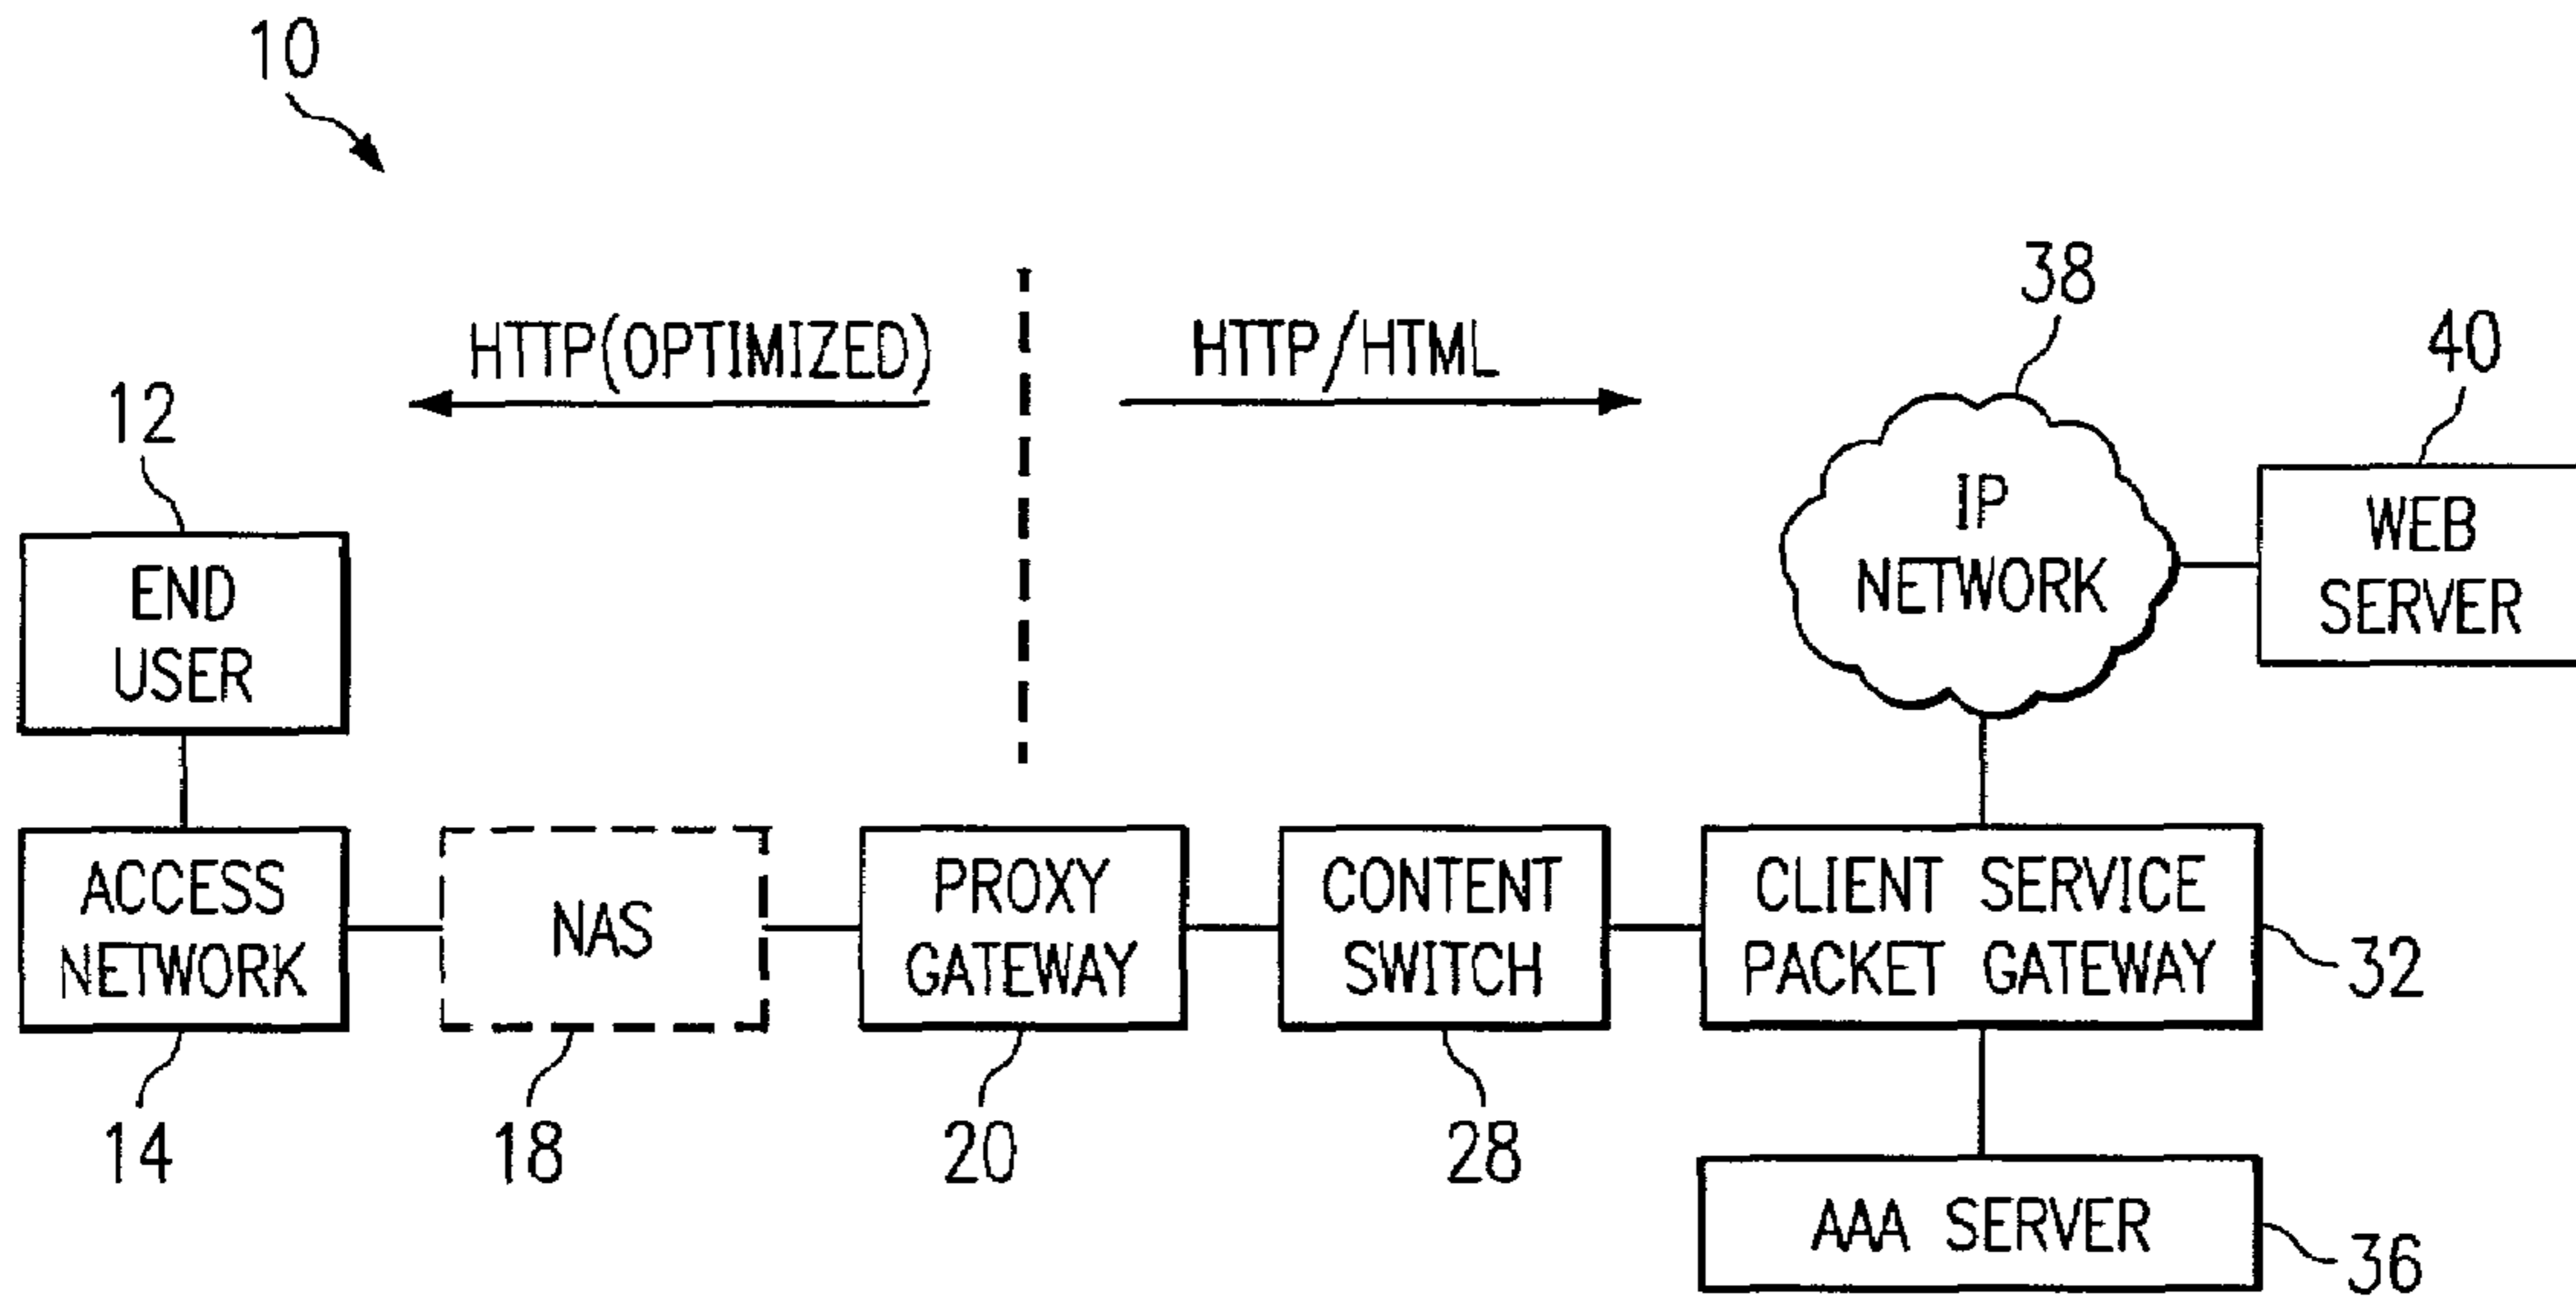 10
38
HTTP(OPTIMIZED)
HTTP/HTML
40
12
IP
NETWORK
WEB
SERVER
END
USER
ACCESS
NETWORK
NAS
PROXY
GATEWAY
CONTENT
SWITCH
CLIENT SERVICE
PACKET GATEWAY
32
14
18
20
28
AAA SERVER
36